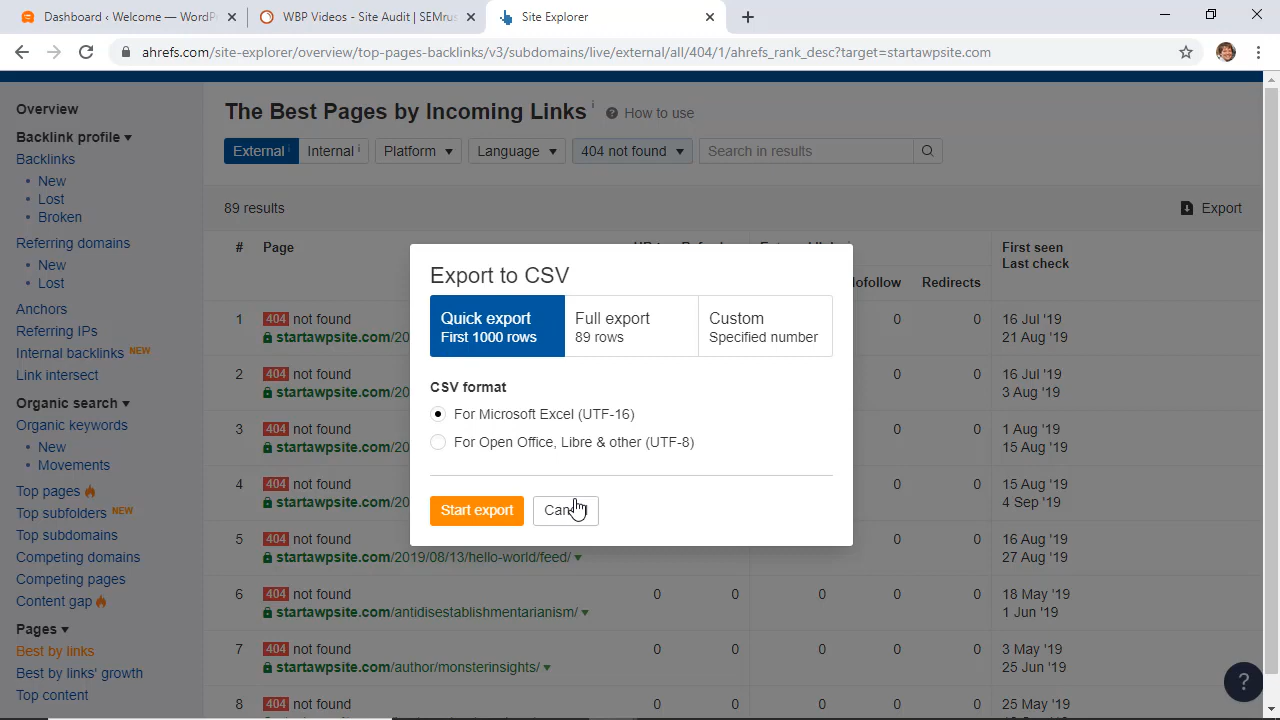 Dashboard ‹ Welcome — WordP
WBP Videos - Site Audit | SEMrus
Site Explorer
ahrefs.com/site-explorer/overview/top-pages-backlinks/v3/subdomains/live/external/all/404/1/ahrefs_rank_desc?target=startawpsite.com
Overview
Backlink profile
Backlinks
New
Lost
Broken
Referring domains
New
Lost
Anchors
Referring IPs
Internal backlinks NEW
Link intersect
Organic search
Organic keywords
New
Movements
Top pages
Top subfolders NEW
Top subdomains
Competing domains
Competing pages
Content gap
Pages
Best by links
Best by links' growth
Top content
The Best Pages by Incoming Links i ? How to use
External i Internal i Platform Language 404 not found Search in results
89 results Export
# Page First seen
Last check
Redirects
1 404 not found 0 0 16 Jul '19
startawpsite.com/20 21 Aug '19
2 404 not found 0 0 16 Jul '19
startawpsite.com/20 3 Aug '19
3 404 not found 0 0 1 Aug '19
startawpsite.com/20 15 Aug '19
4 404 not found 0 0 15 Aug '19
startawpsite.com/20 4 Sep '19
5 404 not found 0 0 16 Aug '19
startawpsite.com/2019/08/13/hello-world/feed/ 27 Aug '19
6 404 not found 0 0 0 0 0 18 May '19
startawpsite.com/antidisestablishmentarianism/ 1 Jun '19
7 404 not found 0 0 0 0 0 3 May '19
startawpsite.com/author/monsterinsights/ 25 Jun '19
8 404 not found 0 0 0 0 0 25 May '19
Export to CSV
Quick export
First 1000 rows
Full export
89 rows
Custom
Specified number
CSV format
For Microsoft Excel (UTF-16)
For Open Office, Libre & other (UTF-8)
Start export
Cancel
?